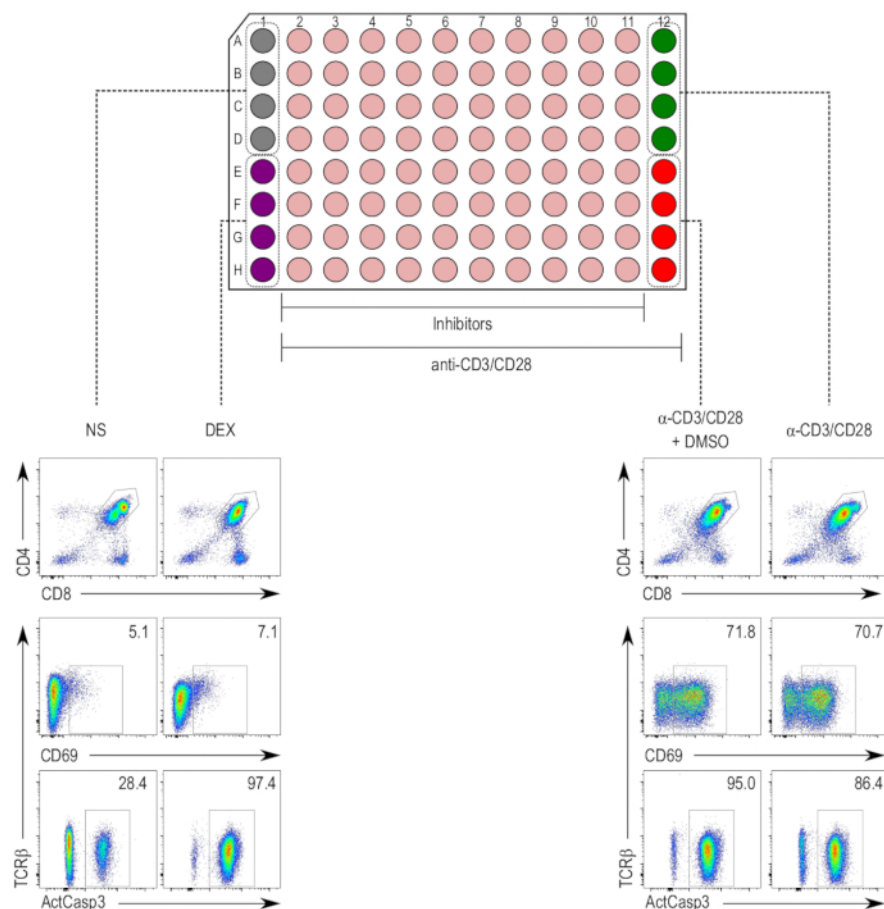 1 2 3 4 5 6 7 8 9 10 11 12
A
B
C
D
E
F
G
H
Inhibitors
anti-CD3/CD28
NS DEX α-CD3/CD28 + DMSO α-CD3/CD28
CD4
CD8
5.1 7.1
CD69
28.4 97.4
TCRβ
ActCasp3
CD4
CD8
71.8 70.7
CD69
95.0 86.4
TCRβ
ActCasp3